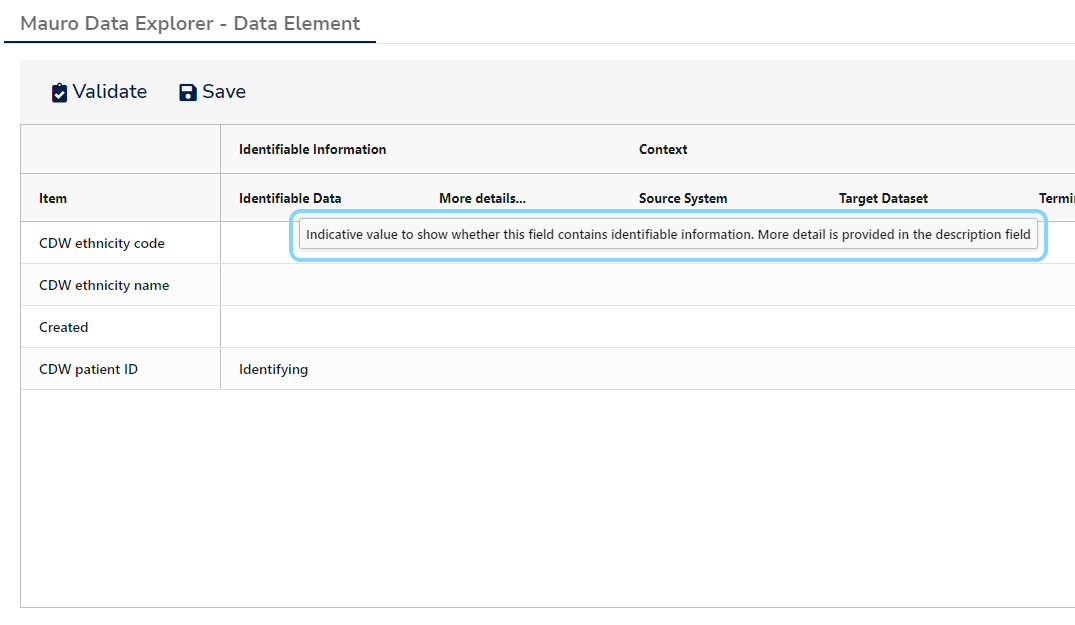 Mauro Data Explorer - Data Element
Validate Save
Identifiable Information Context
Item Identifiable Data More details... Source System Target Dataset
Indicative value to show whether this field contains identifiable information. More detail is provided in the description field
CDW ethnicity code
CDW ethnicity name
Created
CDW patient ID Identifying